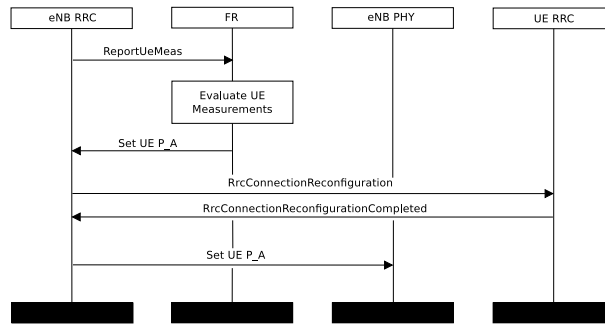 eNB RRC
FR
eNB PHY
UE RRC
ReportUeMeas
Evaluate UE
Measurements
Set UE P_A
RrcConnectionReconfiguration
RrcConnectionReconfigurationCompleted
Set UE P_A